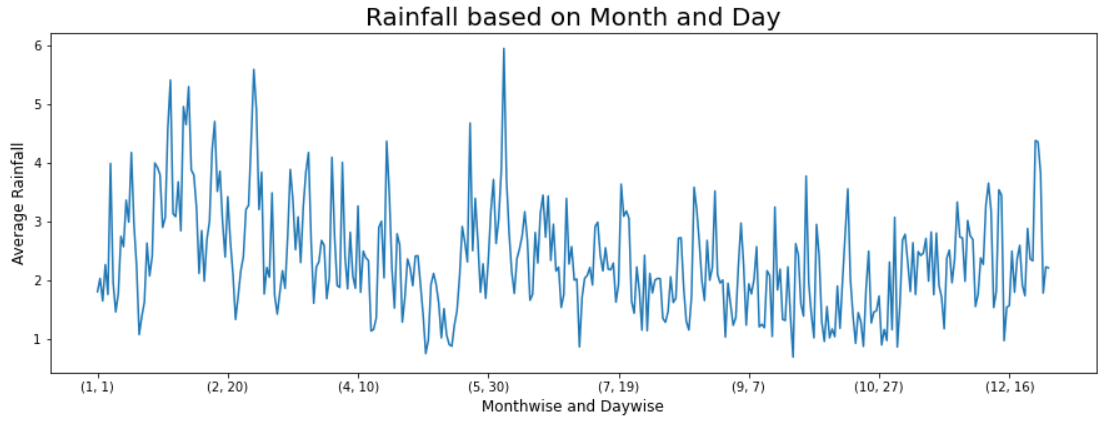 Rainfall based on Month and Day
Average Rainfall
6
5
4
3
2
1
(1, 1) (2, 20) (4, 10) (5, 30) (7, 19) (9, 7) (10, 27) (12, 16)
Monthwise and Daywise